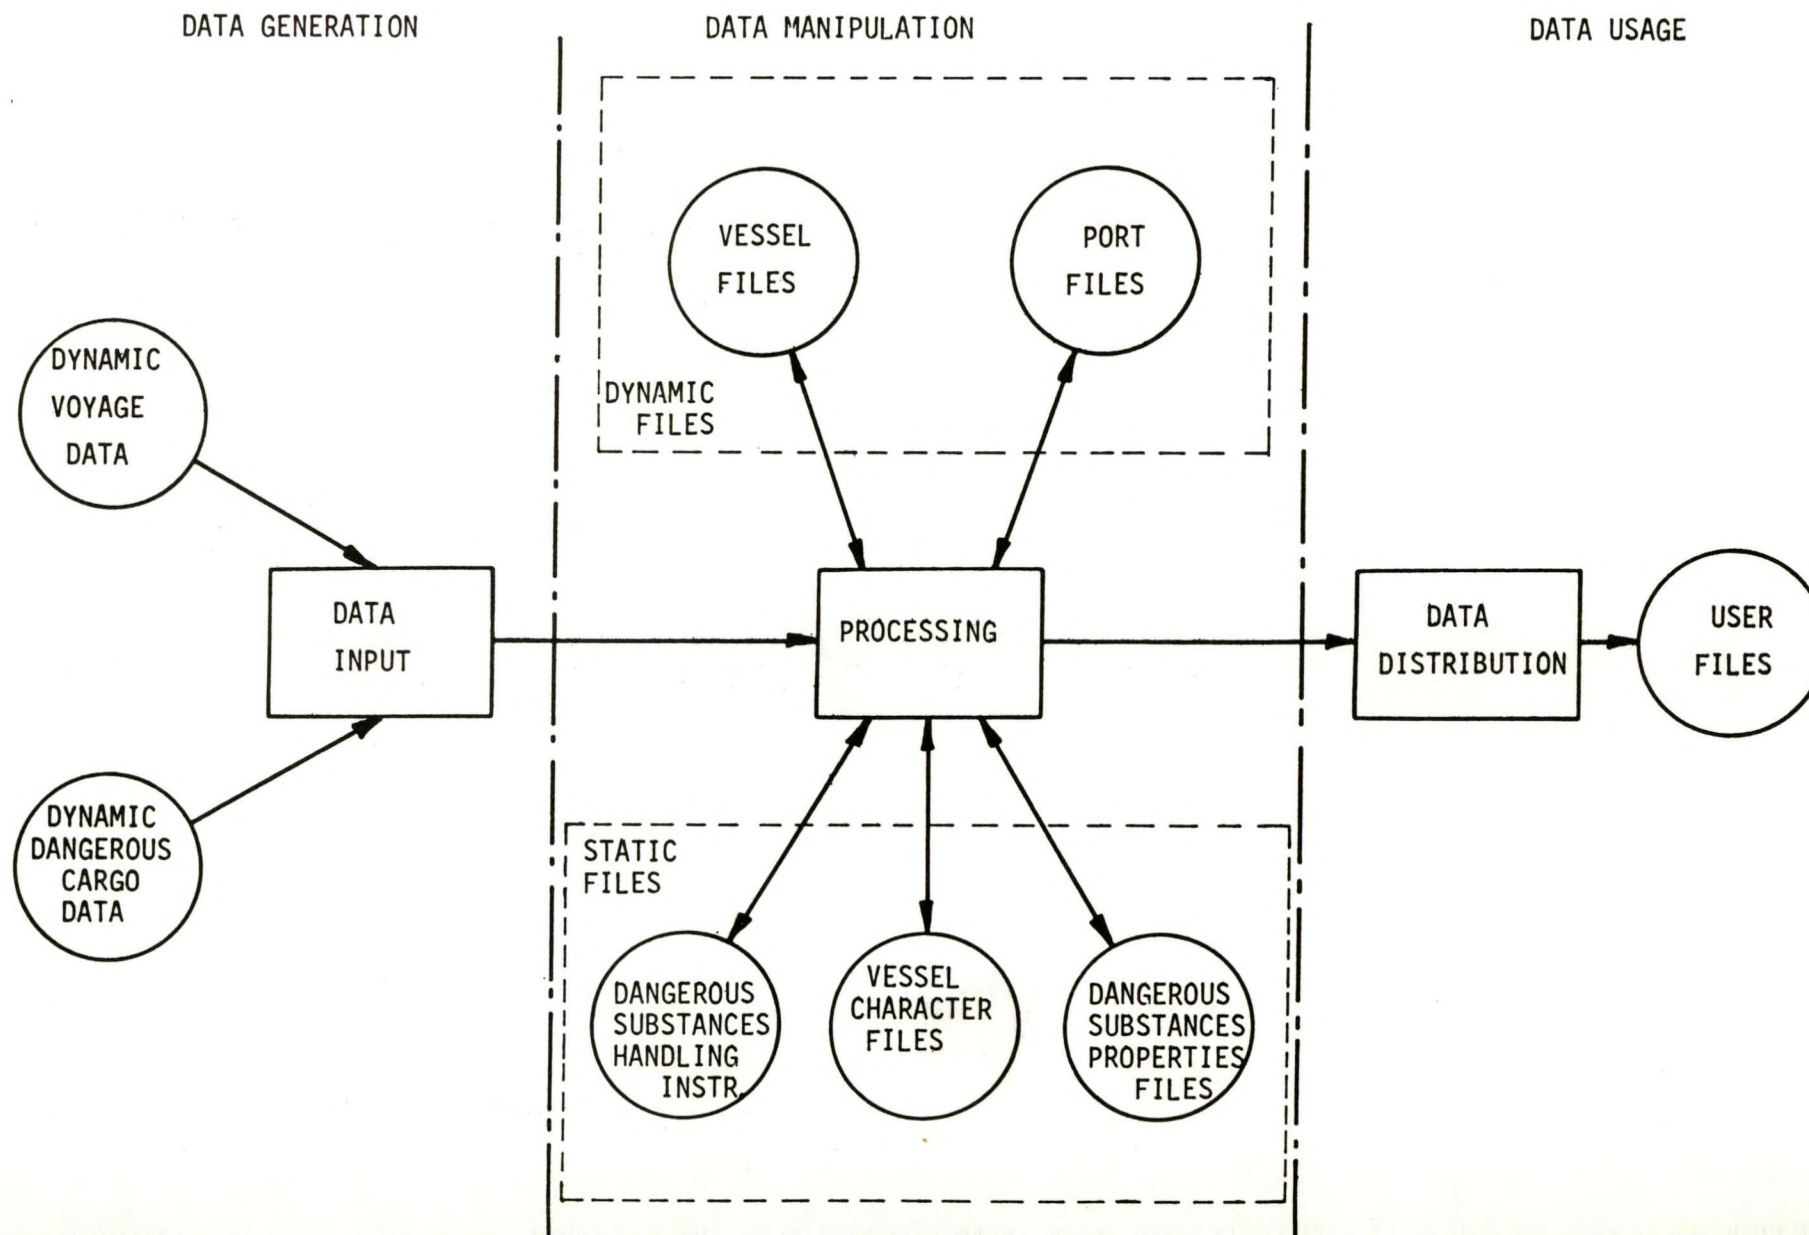 DATA GENERATION
DATA MANIPULATION
DATA USAGE
VESSEL
FILES
PORT
FILES
DYNAMIC
FILES
DYNAMIC
VOYAGE
DATA
DATA
INPUT
PROCESSING
DATA
DISTRIBUTION
USER
FILES
DYNAMIC
DANGEROUS
CARGO
DATA
STATIC
FILES
DANGEROUS
SUBSTANCES
HANDLING
INSTR.
VESSEL
CHARACTER
FILES
DANGEROUS
SUBSTANCES
PROPERTIES
FILES